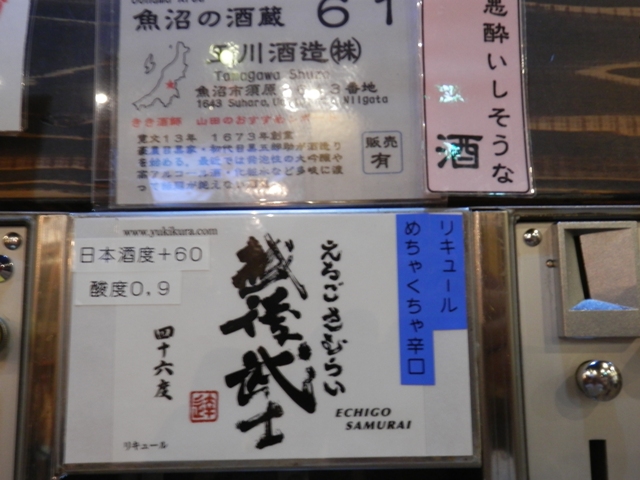 魚沼の酒蔵 61
玉川酒造㈱
Tamagawa Shuzo
魚沼市須原
番地
1643 Suhara,
Niigata
きき酒師 山田のおすすめ
寛文13年 1673年創業
販売
有
悪酔いしそうな
酒
www.yukikura.com
日本酒度+60
酸度0.9
越後武士
えちごさむらい
四十六度
ECHIGO
SAMURAI
リキュール
リキュール
めちゃくちゃ辛口